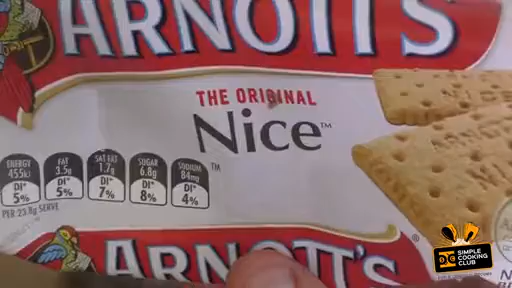 ARNOTT'S
THE ORIGINAL
Nice™
ENERGY 455kJ DI* 5%
FAT 3.5g DI* 5%
SAT FAT 1.7g DI* 7%
SUGAR 6.8g DI* 8%
SODIUM 84mg DI* 4%
™
PER 23.8g SERVE
ARNOTT'S
®
SIMPLE
COOKING
CLUB